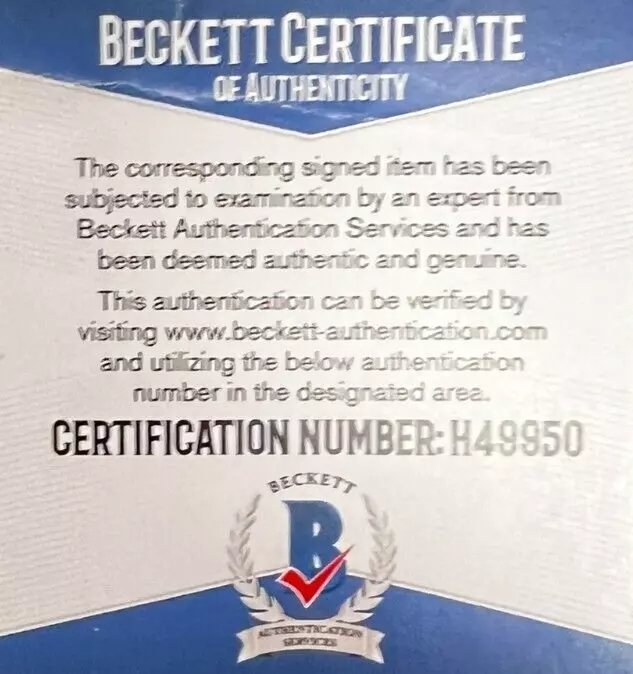 BECKETT CERTIFICATE
OF AUTHENTICITY
The corresponding signed item has been
subjected to examination by an expert from
Beckett Authentication Services and has
been deemed authentic and genuine.
This authentication can be verified by
visiting www.beckett-authentication.com
and utilizing the below authentication
number in the designated area.
CERTIFICATION NUMBER: H49950
BECKETT
B
AUTHENTICATION
SERVICES